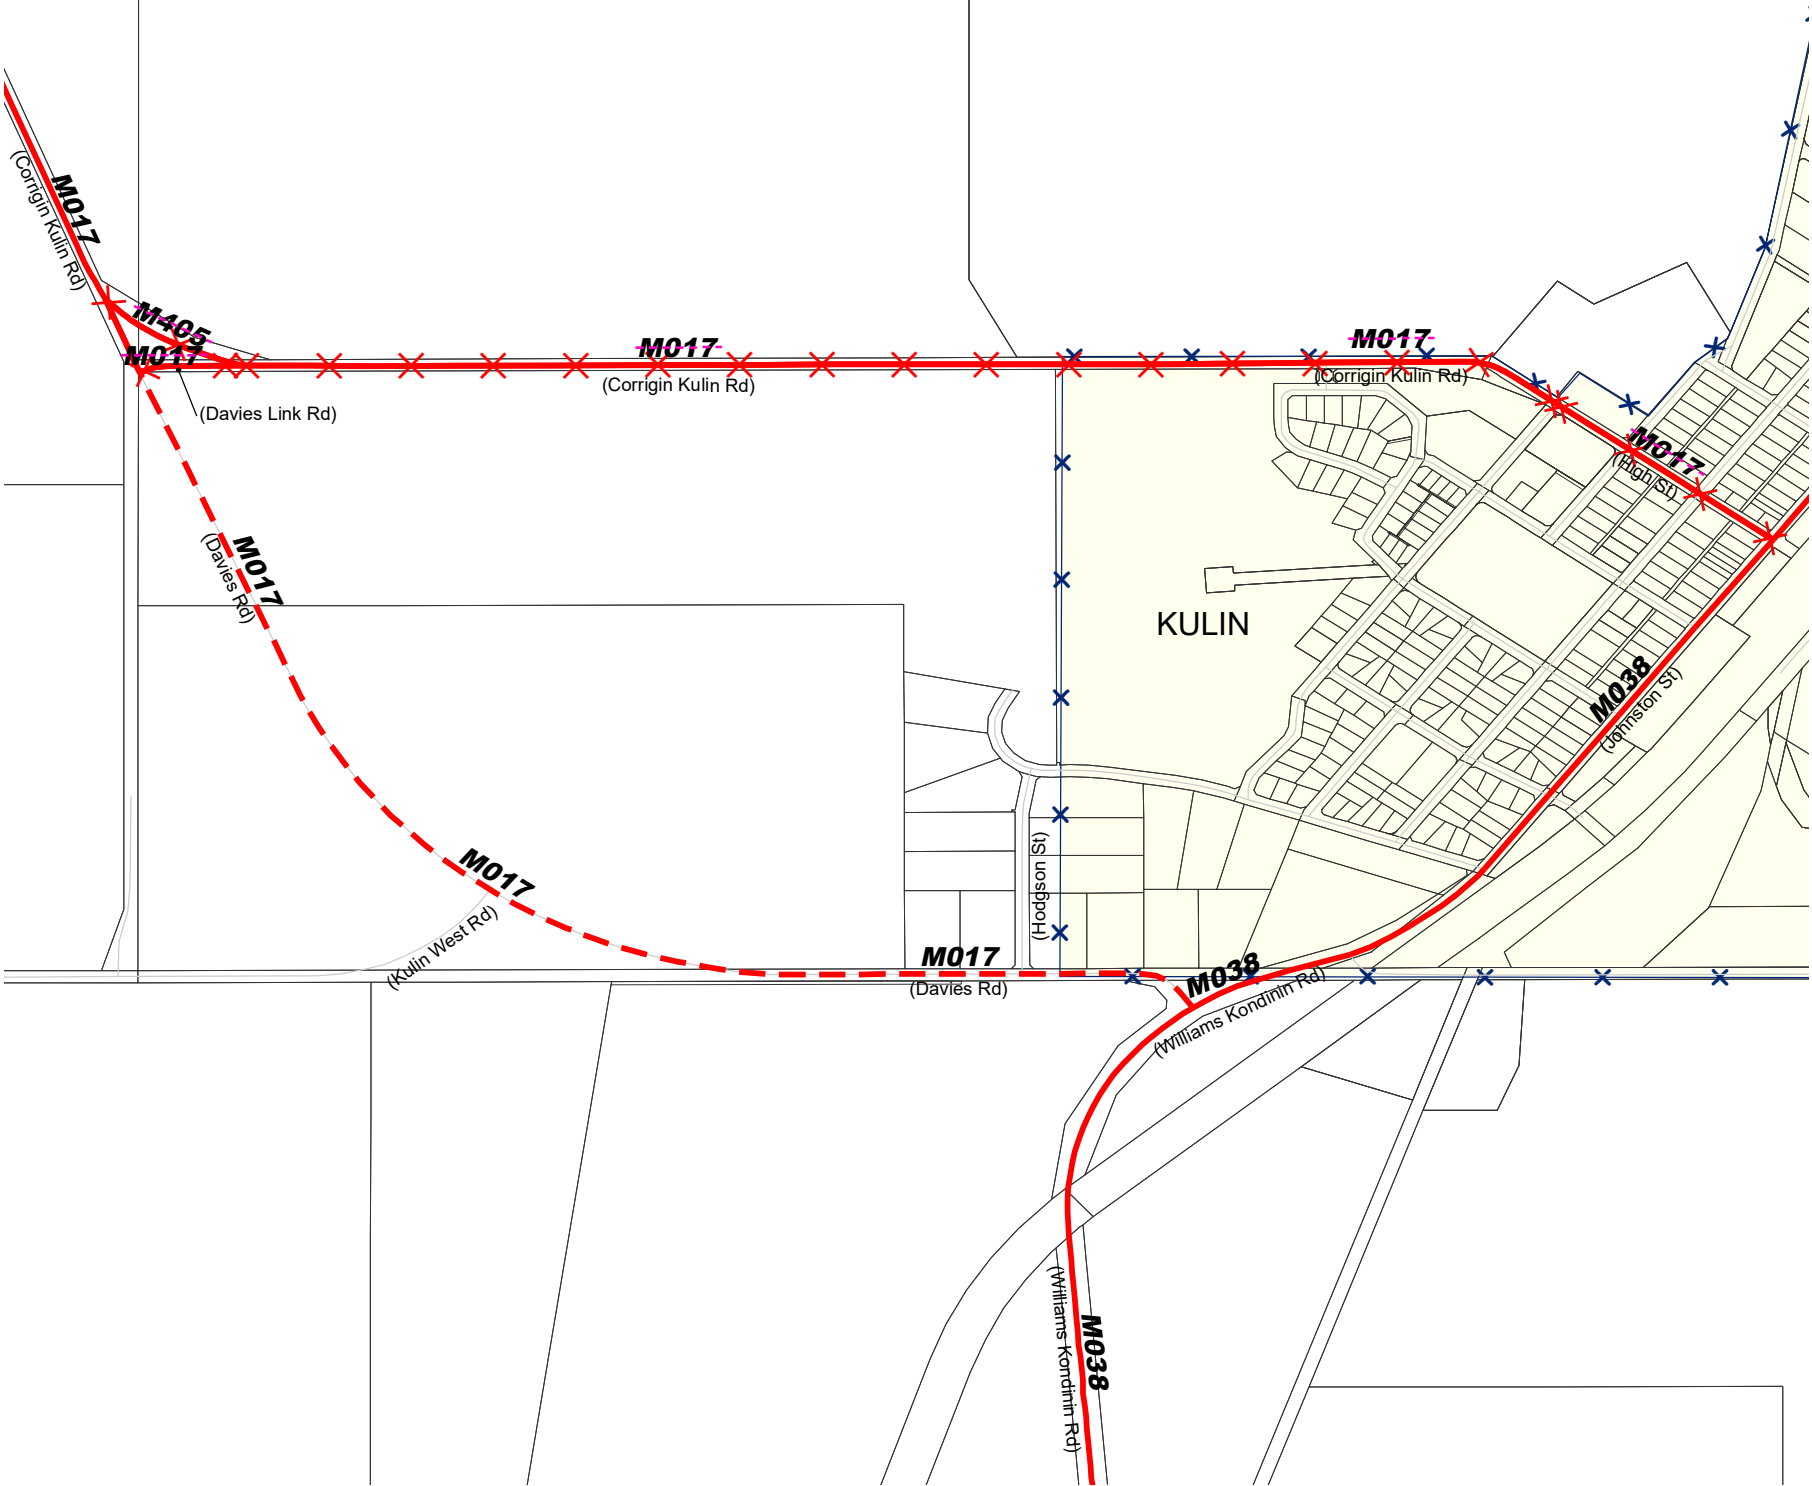 M017
(Corrigin Kulin Rd)
M405
M017
(Davies Link Rd)
M017
(Corrigin Kulin Rd)
M017
(Corrigin Kulin Rd)
M017
(High St)
M017
(Davies Rd)
KULIN
M038
(Johnston St)
M017
(Kulin West Rd)
(Hodgson St)
M017
(Davies Rd)
M038
(Williams Kondinin Rd)
M038
(Williams Kondinin Rd)